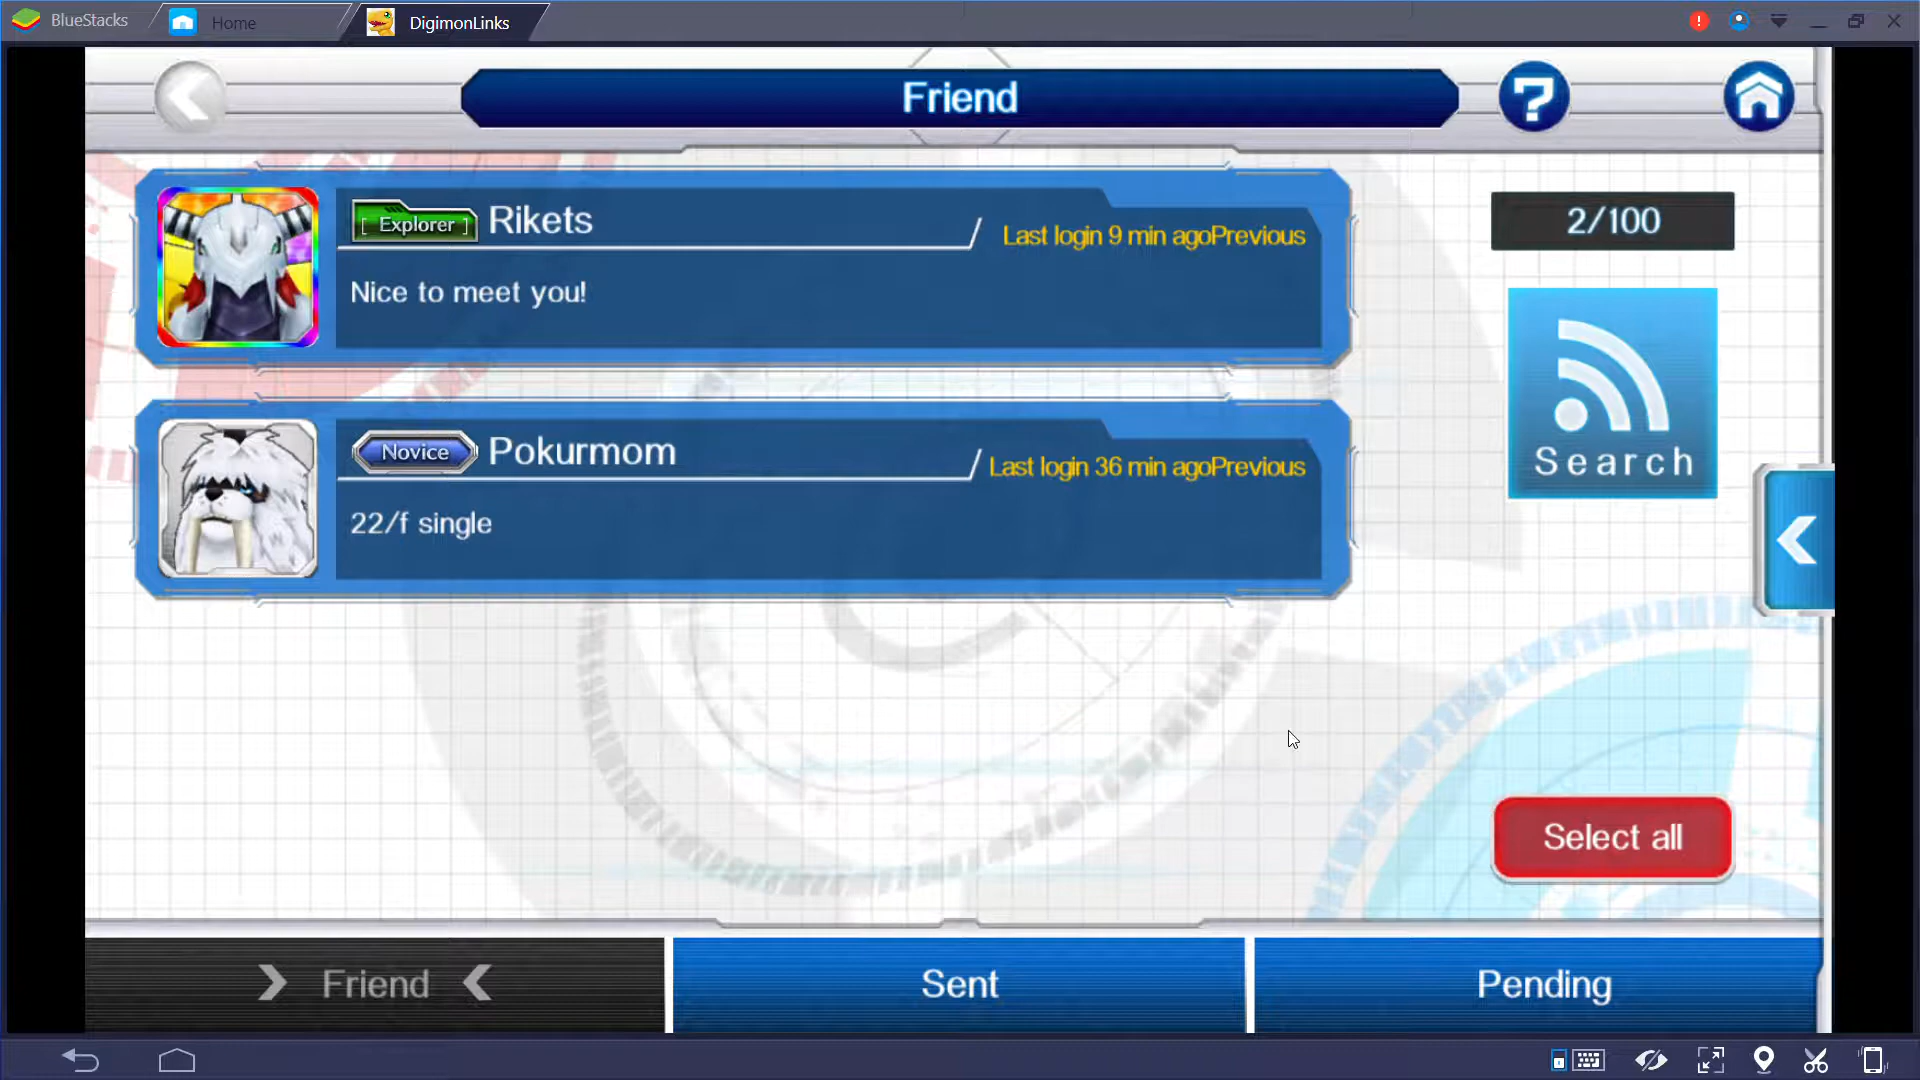 BlueStacks
Home
DigimonLinks
Friend
?
Explorer
Rikets
Last login 9 min agoPrevious
Nice to meet you!
2/100
Search
Novice
Pokurmom
Last login 36 min agoPrevious
22/f single
Select all
Friend
Sent
Pending